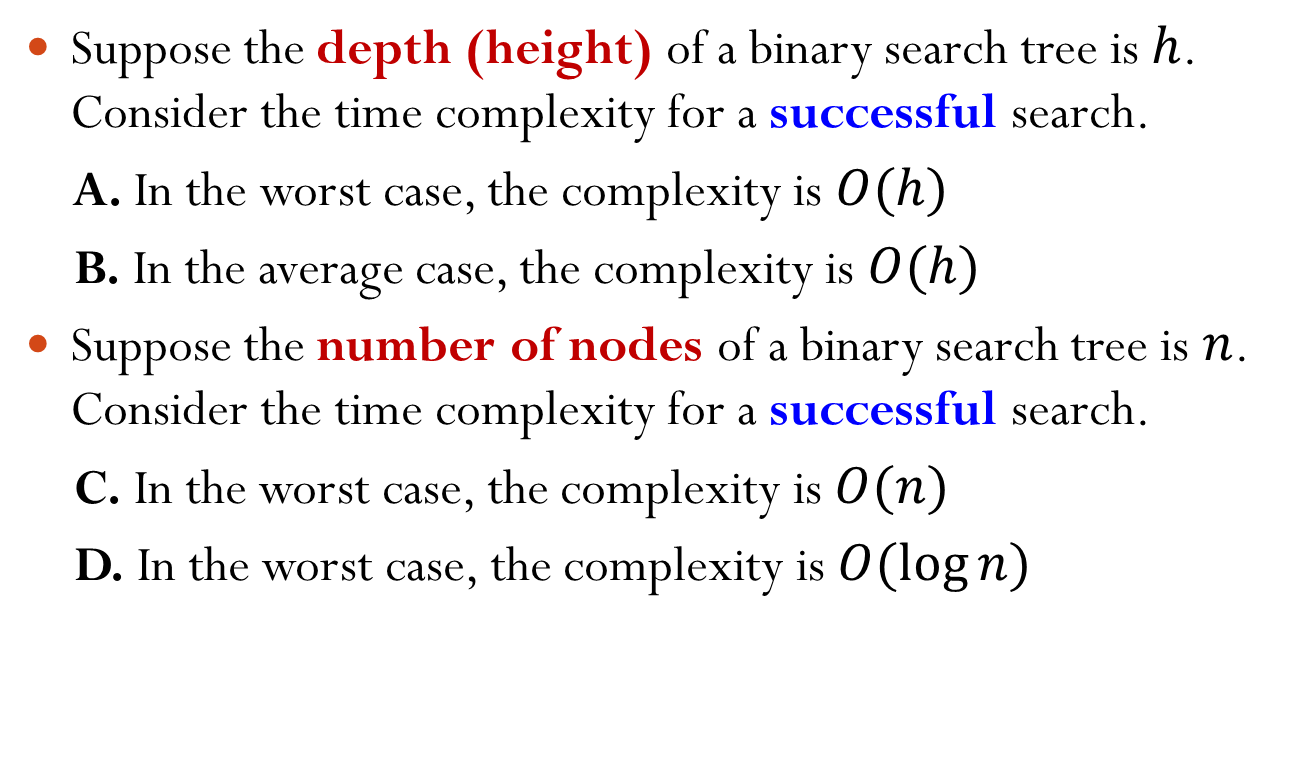 • Suppose the depth (height) of a binary search tree is ℎ.
Consider the time complexity for a successful search.
A. In the worst case, the complexity is 𝑂(ℎ)
B. In the average case, the complexity is 𝑂(ℎ)
• Suppose the number of nodes of a binary search tree is 𝑛.
Consider the time complexity for a successful search.
C. In the worst case, the complexity is 𝑂(𝑛)
D. In the worst case, the complexity is 𝑂(log 𝑛)